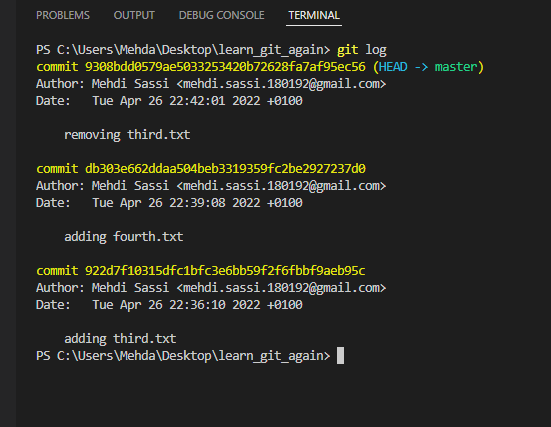 PROBLEMS OUTPUT DEBUG CONSOLE TERMINAL
PS C:\Users\Mehda\Desktop\learn_git_again> git log
commit 9308bdd0579ae5033253420b72628fa7af95ec56 (HEAD -> master)
Author: Mehdi Sassi <mehdi.sassi.180192@gmail.com>
Date:   Tue Apr 26 22:42:01 2022 +0100
    removing third.txt
commit db303e662ddaa504beb3319359fc2be2927237d0
Author: Mehdi Sassi <mehdi.sassi.180192@gmail.com>
Date:   Tue Apr 26 22:39:08 2022 +0100
    adding fourth.txt
commit 922d7f10315dfc1bfc3e6bb59f2f6fbbf9aeb95c
Author: Mehdi Sassi <mehdi.sassi.180192@gmail.com>
Date:   Tue Apr 26 22:36:10 2022 +0100
    adding third.txt
PS C:\Users\Mehda\Desktop\learn_git_again>